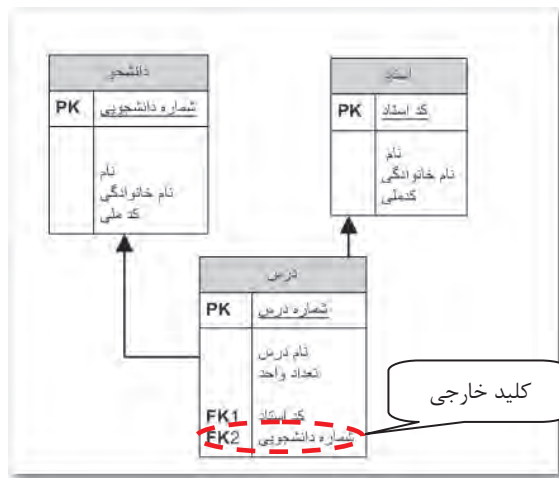 دانشجو
PK شماره دانشجویی
نام
نام خانوادگی
کد ملی
استاد
PK کد استاد
نام
نام خانوادگی
کدملی
درس
PK شماره درس
نام درس
تعداد واحد
FK1 کد استاد
FK2 شماره دانشجویی
کلید خارجی